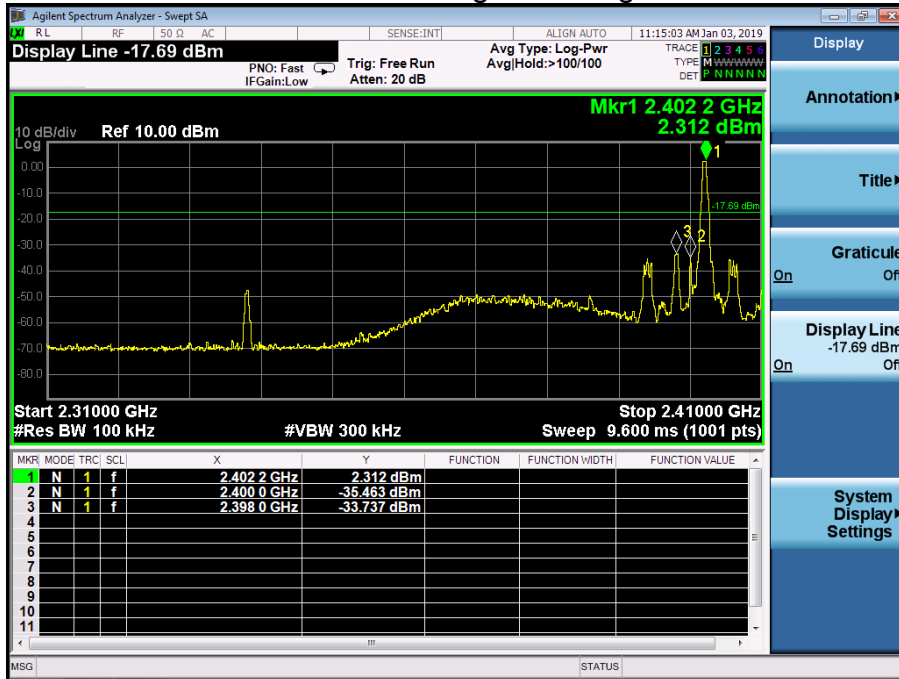 Agilent Spectrum Analyzer - Swept SA
LXI RL RF 50 Ω AC SENSE:INT ALIGN AUTO 11:15:03 AM Jan 03, 2019
Display Line -17.69 dBm
PNO: Fast
IFGain:Low
Trig: Free Run
Atten: 20 dB
Avg Type: Log-Pwr
Avg|Hold:>100/100
TRACE 1 2 3 4 5 6
TYPE M WWWWW
DET P N N N N N
Mkr1 2.402 2 GHz
2.312 dBm
10 dB/div Ref 10.00 dBm
Log
1
0.00
-10.0
-17.69 dBm
-20.0
3 2
-30.0
-40.0
-50.0
-60.0
-70.0
-80.0
Start 2.31000 GHz Stop 2.41000 GHz
#Res BW 100 kHz #VBW 300 kHz Sweep 9.600 ms (1001 pts)
MKR MODE TRC SCL X Y FUNCTION FUNCTION WIDTH FUNCTION VALUE
1 N 1 f 2.402 2 GHz 2.312 dBm
2 N 1 f 2.400 0 GHz -35.463 dBm
3 N 1 f 2.398 0 GHz -33.737 dBm
4
5
6
7
8
9
10
11
MSG STATUS
Display
Annotation
Title
Graticule
On Off
Display Line
-17.69 dBm
On Off
System
Display
Settings